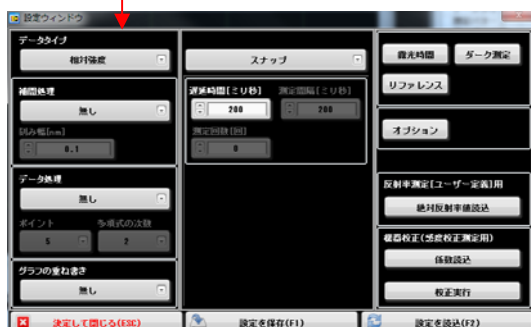 設定ウィンドウ
データタイプ
相対強度
補間処理
無し
刻み幅[nm]
0.1
データ処理
無し
ポイント 多項式の次数
5 2
グラフの重ね書き
無し
スナップ
遅延時間[ミリ秒] 測定間隔[ミリ秒]
200 200
測定回数[回]
0
露光時間 ダーク測定
リファレンス
オプション
反射率測定[ユーザー定義]用
絶対反射率値読込
機器校正(感度校正測定用)
係数読込
校正実行
決定して閉じる(ESC) 設定を保存(F1) 設定を読込(F2)